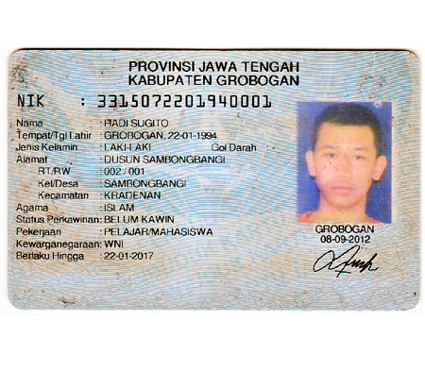 PROVINSI JAWA TENGAH
KABUPATEN GROBOGAN
NIK : 3315072201940001
Nama : HADI SUGITO
Tempat/Tgl Lahir : GROBOGAN, 22-01-1994
Jenis Kelamin : LAKI-LAKI Gol Darah : -
Alamat : DUSUN SAMBONGBANGI
RT/RW : 002 / 001
Kel/Desa : SAMBONGBANGI
Kecamatan : KRADENAN
Agama : ISLAM
Status Perkawinan: BELUM KAWIN
Pekerjaan : PELAJAR/MAHASISWA
Kewarganegaraan: WNI
Berlaku Hingga : 22-01-2017
GROBOGAN
08-09-2012